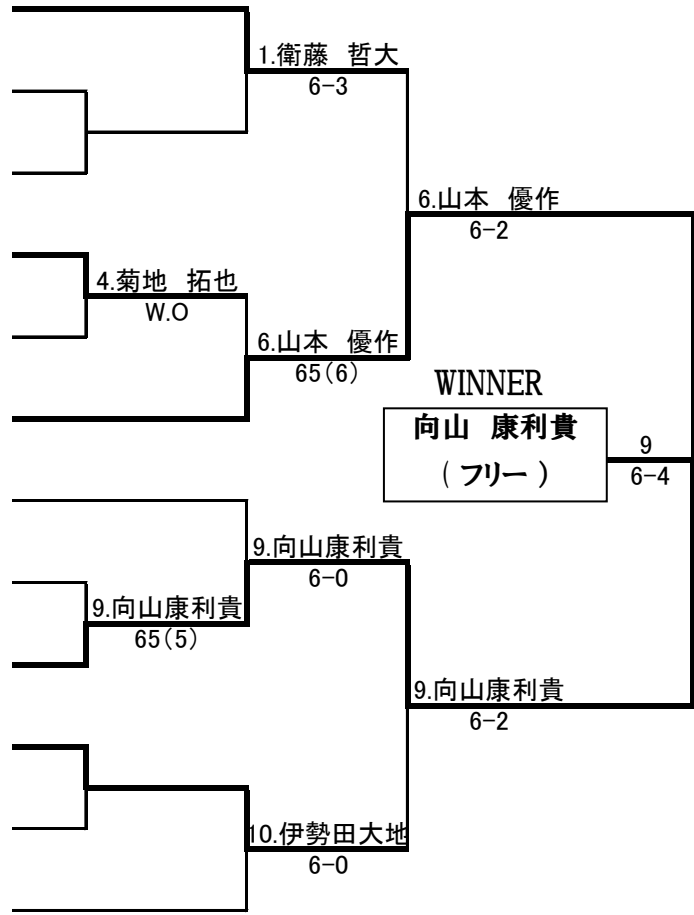 1.衛藤 哲大
6-3
6.山本 優作
6-2
4.菊地 拓也
W.O
6.山本 優作
65(6)
WINNER
向山 康利貴
(フリー)
9
6-4
9.向山康利貴
6-0
9.向山康利貴
65(5)
9.向山康利貴
6-2
10.伊勢田大地
6-0